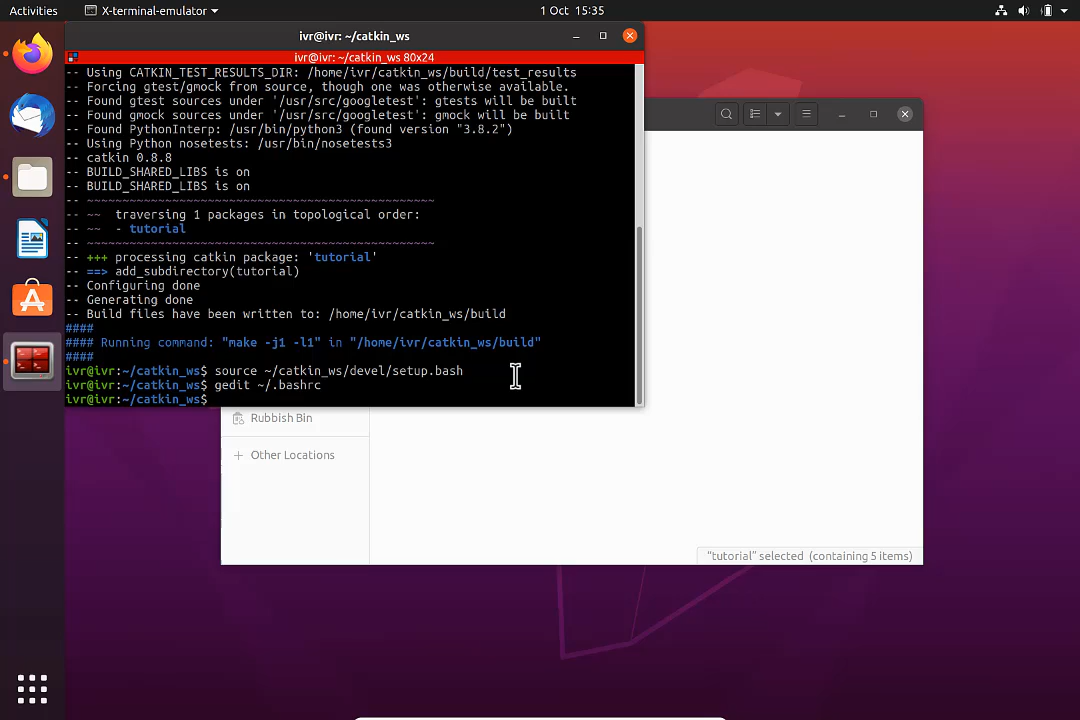 Activities
X-terminal-emulator
1 Oct 15:35
ivr@ivr: ~/catkin_ws
ivr@ivr: ~/catkin_ws 80x24
-- Using CATKIN_TEST_RESULTS_DIR: /home/ivr/catkin_ws/build/test_results
-- Forcing gtest/gmock from source, though one was otherwise available.
-- Found gtest sources under '/usr/src/googletest': gtests will be built
-- Found gmock sources under '/usr/src/googletest': gmock will be built
-- Found PythonInterp: /usr/bin/python3 (found version "3.8.2")
-- Using Python nosetests: /usr/bin/nosetests3
-- catkin 0.8.8
-- BUILD_SHARED_LIBS is on
-- BUILD_SHARED_LIBS is on
-- ~~~~~~~~~~~~~~~~~~~~~~~~~~~~~~~~~~~~~~~~~~~~~~~~~
-- ~~  traversing 1 packages in topological order:
-- ~~  - tutorial
-- ~~~~~~~~~~~~~~~~~~~~~~~~~~~~~~~~~~~~~~~~~~~~~~~~~
-- +++ processing catkin package: 'tutorial'
-- ==> add_subdirectory(tutorial)
-- Configuring done
-- Generating done
-- Build files have been written to: /home/ivr/catkin_ws/build
####
#### Running command: "make -j1 -l1" in "/home/ivr/catkin_ws/build"
####
ivr@ivr:~/catkin_ws$ source ~/catkin_ws/devel/setup.bash
ivr@ivr:~/catkin_ws$ gedit ~/.bashrc
ivr@ivr:~/catkin_ws$
Rubbish Bin
Other Locations
"tutorial" selected (containing 5 items)